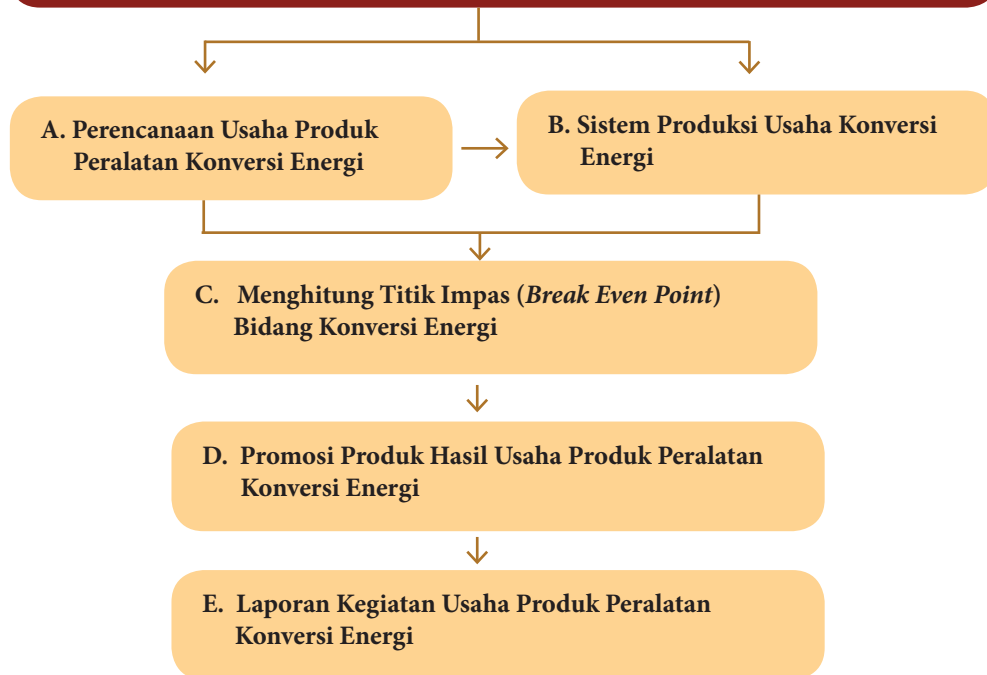 A. Perencanaan Usaha Produk
Peralatan Konversi Energi
B. Sistem Produksi Usaha Konversi
Energi
C. Menghitung Titik Impas (Break Even Point)
Bidang Konversi Energi
D. Promosi Produk Hasil Usaha Produk Peralatan
Konversi Energi
E. Laporan Kegiatan Usaha Produk Peralatan
Konversi Energi